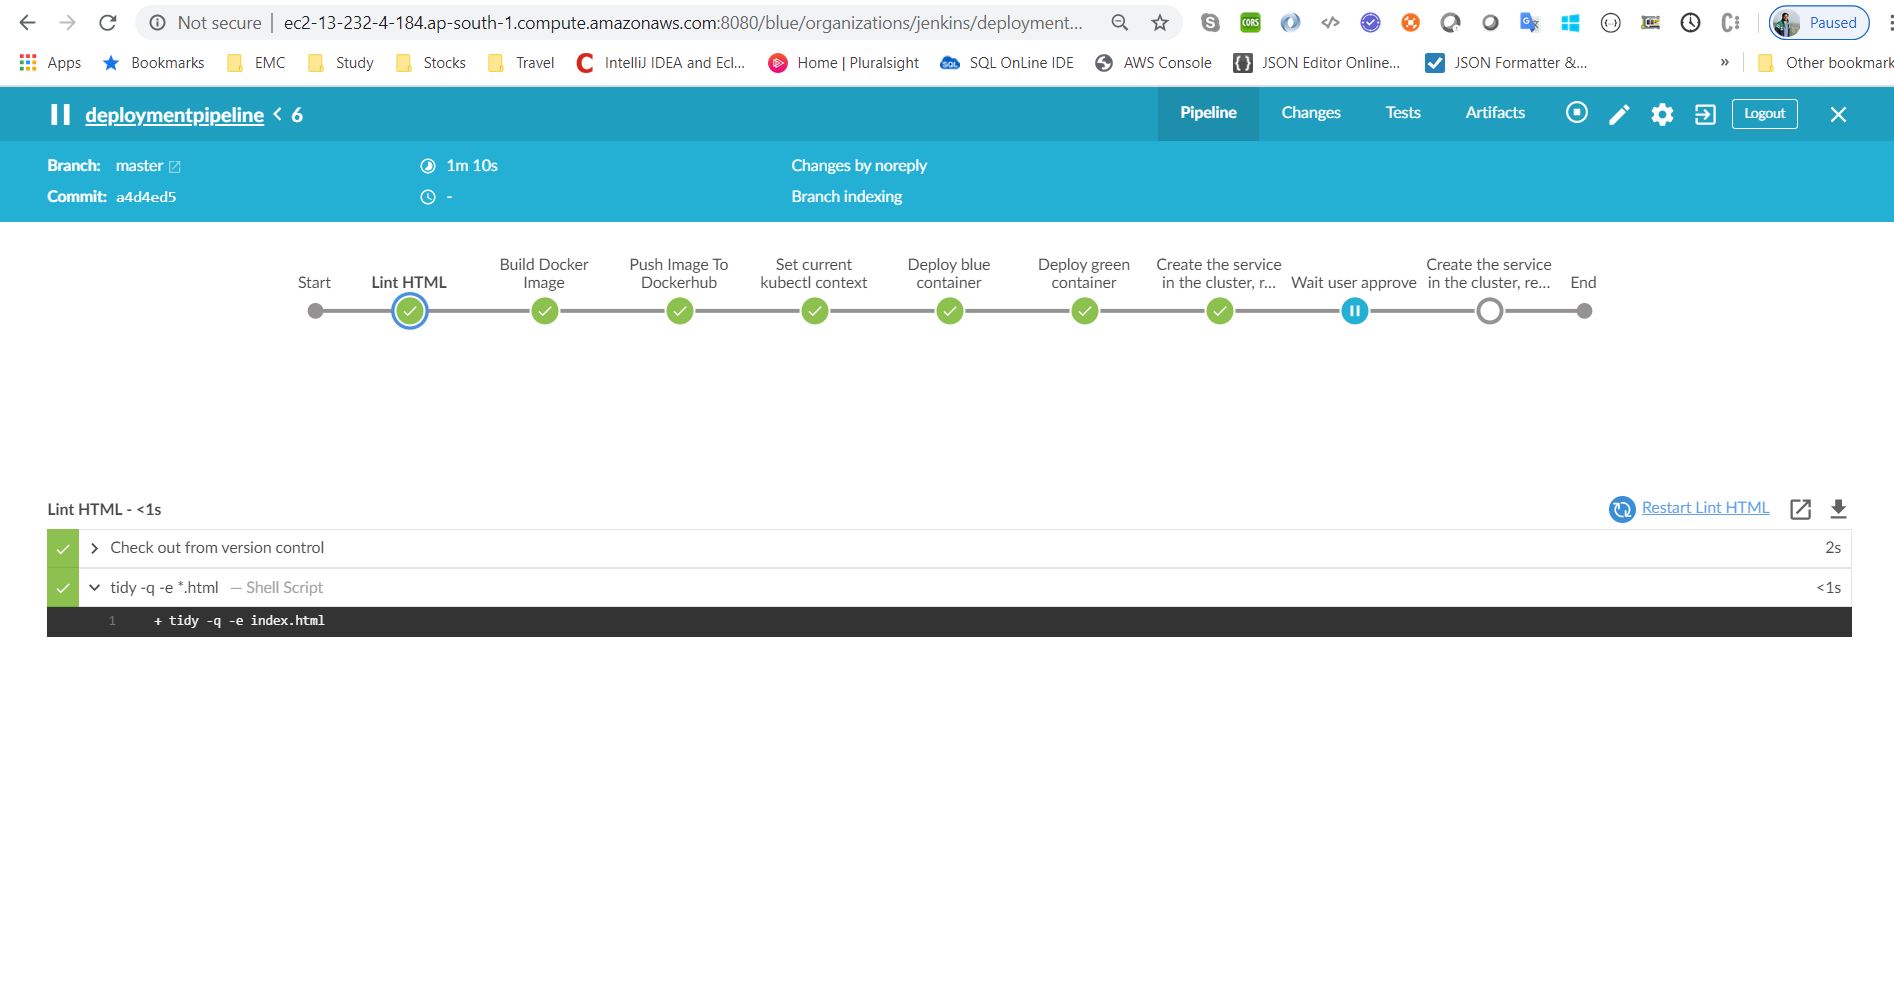 Not secure
ec2-13-232-4-184.ap-south-1.compute.amazonaws.com:8080/blue/organizations/jenkins/deployment...
CORS
Paused
Apps
Bookmarks
EMC
Study
Stocks
Travel
IntelliJ IDEA and Ecl...
Home | Pluralsight
SQL OnLine IDE
AWS Console
JSON Editor Online...
JSON Formatter &...
»
Other bookmark
deploymentpipeline < 6
Pipeline
Changes
Tests
Artifacts
Logout
Branch: master
1m 10s
Changes by noreply
Commit: a4d4ed5
-
Branch indexing
Start
Lint HTML
Build Docker
Image
Push Image To
Dockerhub
Set current
kubectl context
Deploy blue
container
Deploy green
container
Create the service
in the cluster, r...
Wait user approve
Create the service
in the cluster, re...
End
Lint HTML - <1s
Restart Lint HTML
Check out from version control
2s
tidy -q -e *.html — Shell Script
<1s
1 + tidy -q -e index.html